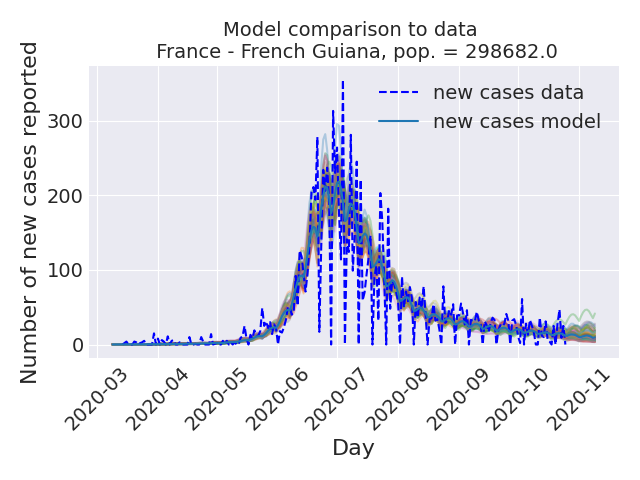 Model comparison to data
France - French Guiana, pop. = 298682.0
Number of new cases reported
300
200
100
0
new cases data
new cases model
2020-03
2020-04
2020-05
2020-06
2020-07
2020-08
2020-09
2020-10
2020-11
Day